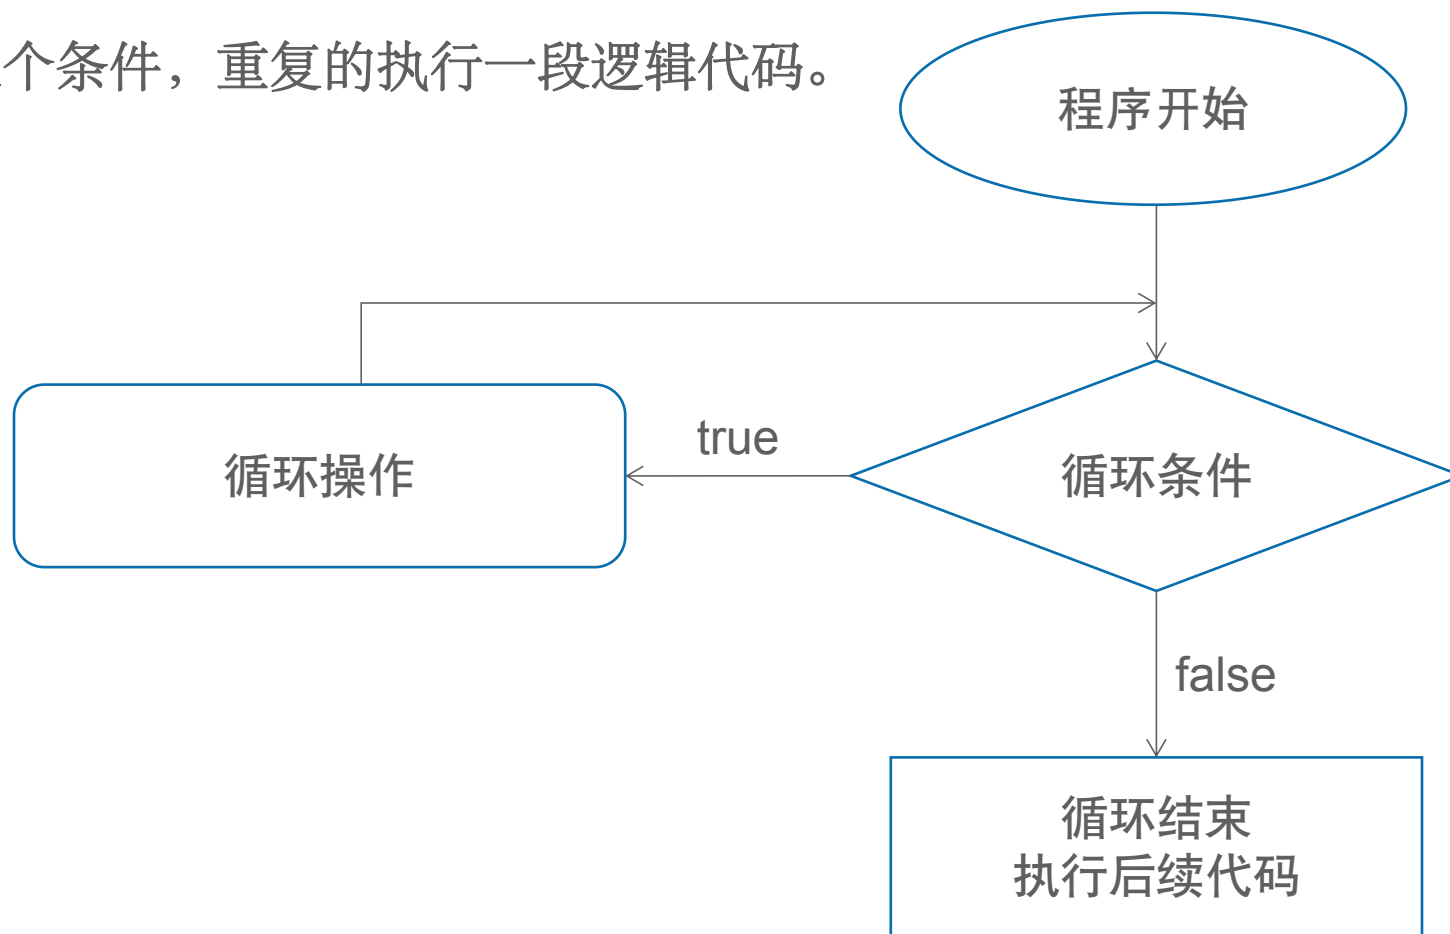 个条件，重复的执行一段逻辑代码。
程序开始
循环操作
true
循环条件
false
循环结束
执行后续代码